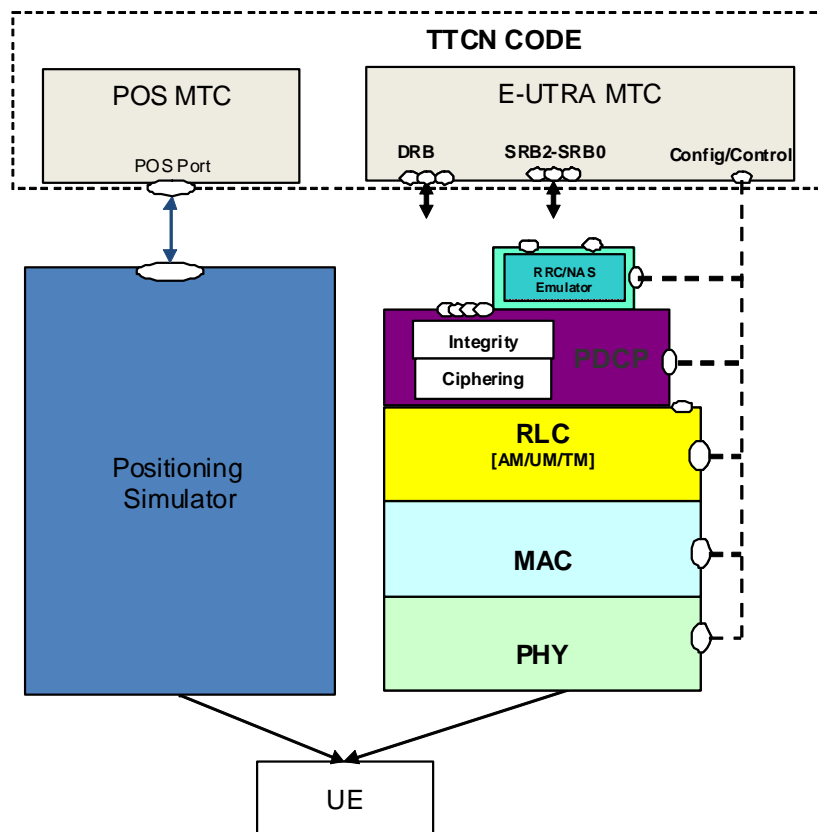 TTCN CODE
POS MTC
E-UTRA MTC
POS Port
DRB
SRB2-SRB0
Config/Control
RRC/NAS
Emulator
Integrity
Ciphering
PDCP
RLC
[AM/UM/TM]
Positioning
Simulator
MAC
PHY
UE